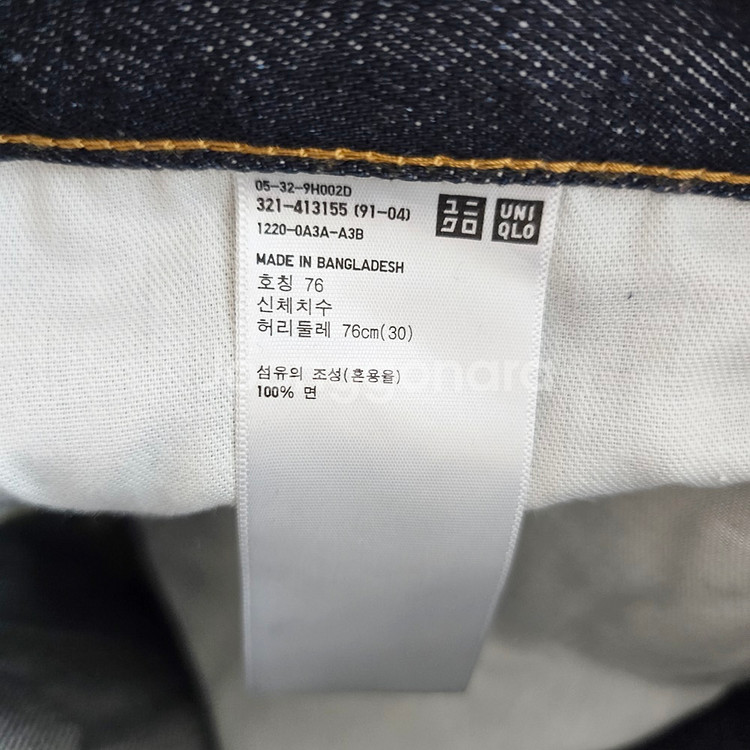 05-32-9H002D
321-413155 (91-04)
1220-0A3A-A3B
ユニ
クロ
UNI
QLO
MADE IN BANGLADESH
호칭 76
신체치수
허리둘레 76cm(30)
섬유의 조성(혼용율)
100% 면